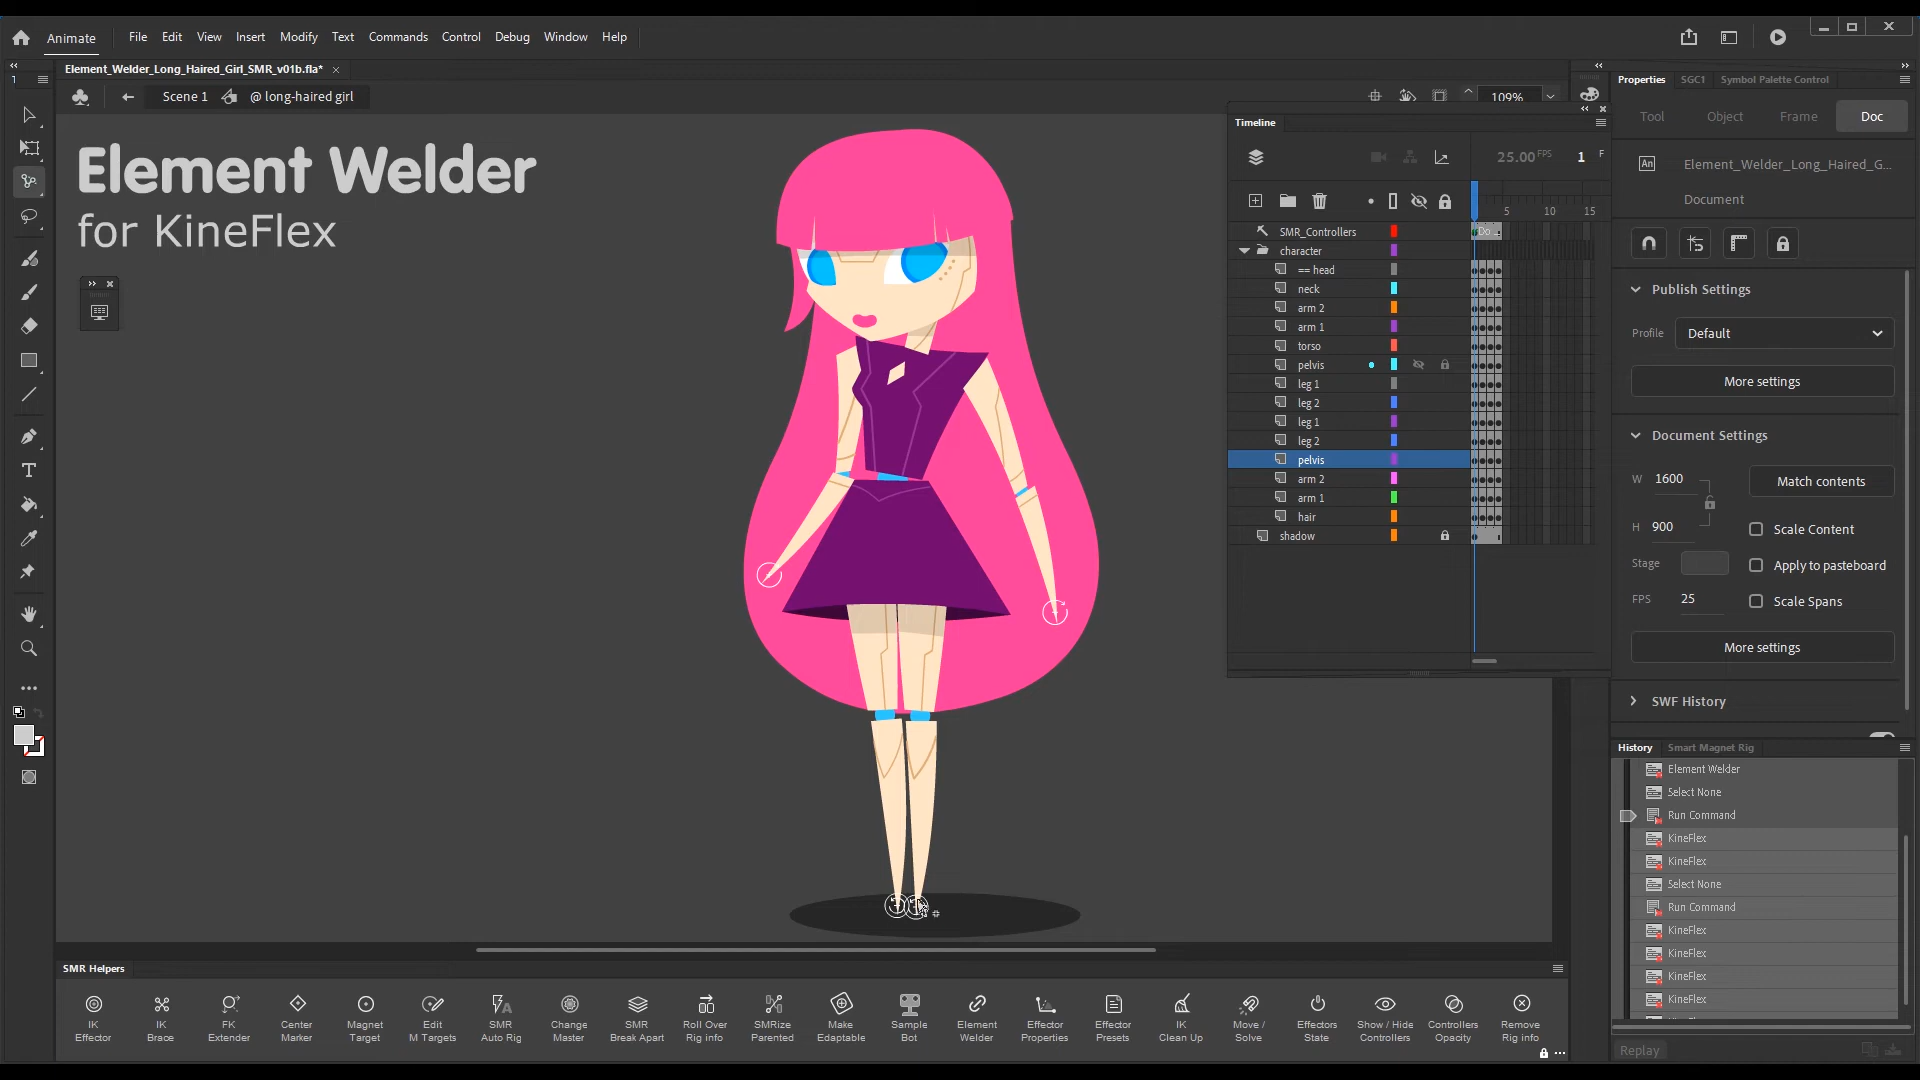 Animate
File Edit View Insert Modify Text Commands Control Debug Window Help
Element_Welder_Long_Haired_Girl_SMR_v01b.fla*
Scene 1 @ long-haired girl
109%
Properties SGC1 Symbol Palette Control
Tool Object Frame Doc
Element Welder
for KineFlex
Timeline
25.00 FPS 1 F
5 10 15
SMR_Controllers
Do
character
== head
neck
arm 2
arm 1
torso
pelvis
leg 1
leg 2
leg 1
leg 2
pelvis
arm 2
arm 1
hair
shadow
An Element_Welder_Long_Haired_G...
Document
Publish Settings
Profile Default
More settings
Document Settings
W 1600
Match contents
H 900
Scale Content
Stage
Apply to pasteboard
FPS 25
Scale Spans
More settings
SWF History
History Smart Magnet Rig
Element Welder
Select None
Run Command
KineFlex
KineFlex
Select None
Run Command
KineFlex
KineFlex
KineFlex
KineFlex
Replay
SMR Helpers
IK Effector
IK Brace
FK Extender
Center Marker
Magnet Target
Edit M Targets
SMR Auto Rig
Change Master
SMR Break Apart
Roll Over Rig info
SMRize Parented
Make Adaptable
Sample Bot
Element Welder
Effector Properties
Effector Presets
IK Clean Up
Move / Solve
Effectors State
Show / Hide Controllers
Controllers Opacity
Remove Rig info